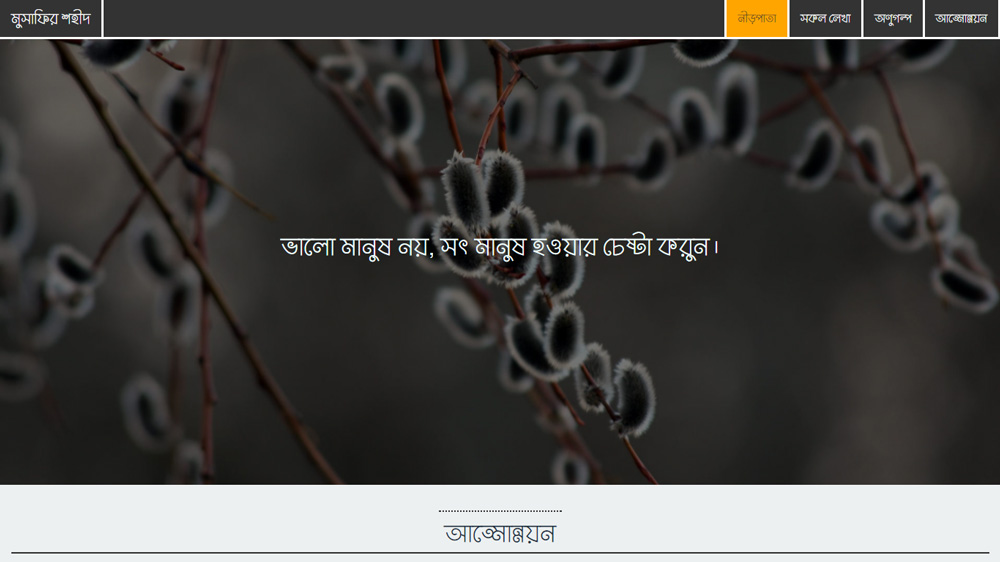 মুসাফির শহীদ
নীড়পাতা
সকল লেখা
অণুগল্প
আত্মোন্নয়ন
ভালো মানুষ নয়, সৎ মানুষ হওয়ার চেষ্টা করুন।
আত্মোন্নয়ন